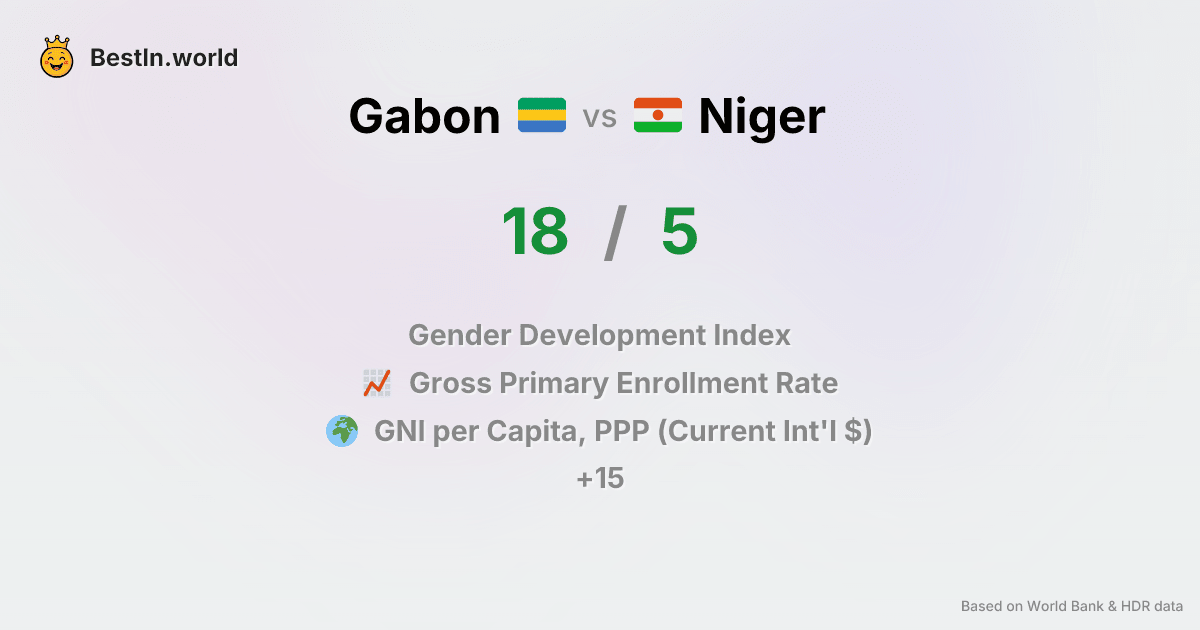 BestIn.world
Gabon vs Niger
18 / 5
Gender Development Index
Gross Primary Enrollment Rate
GNI per Capita, PPP (Current Int'l $)
+15
Based on World Bank & HDR data